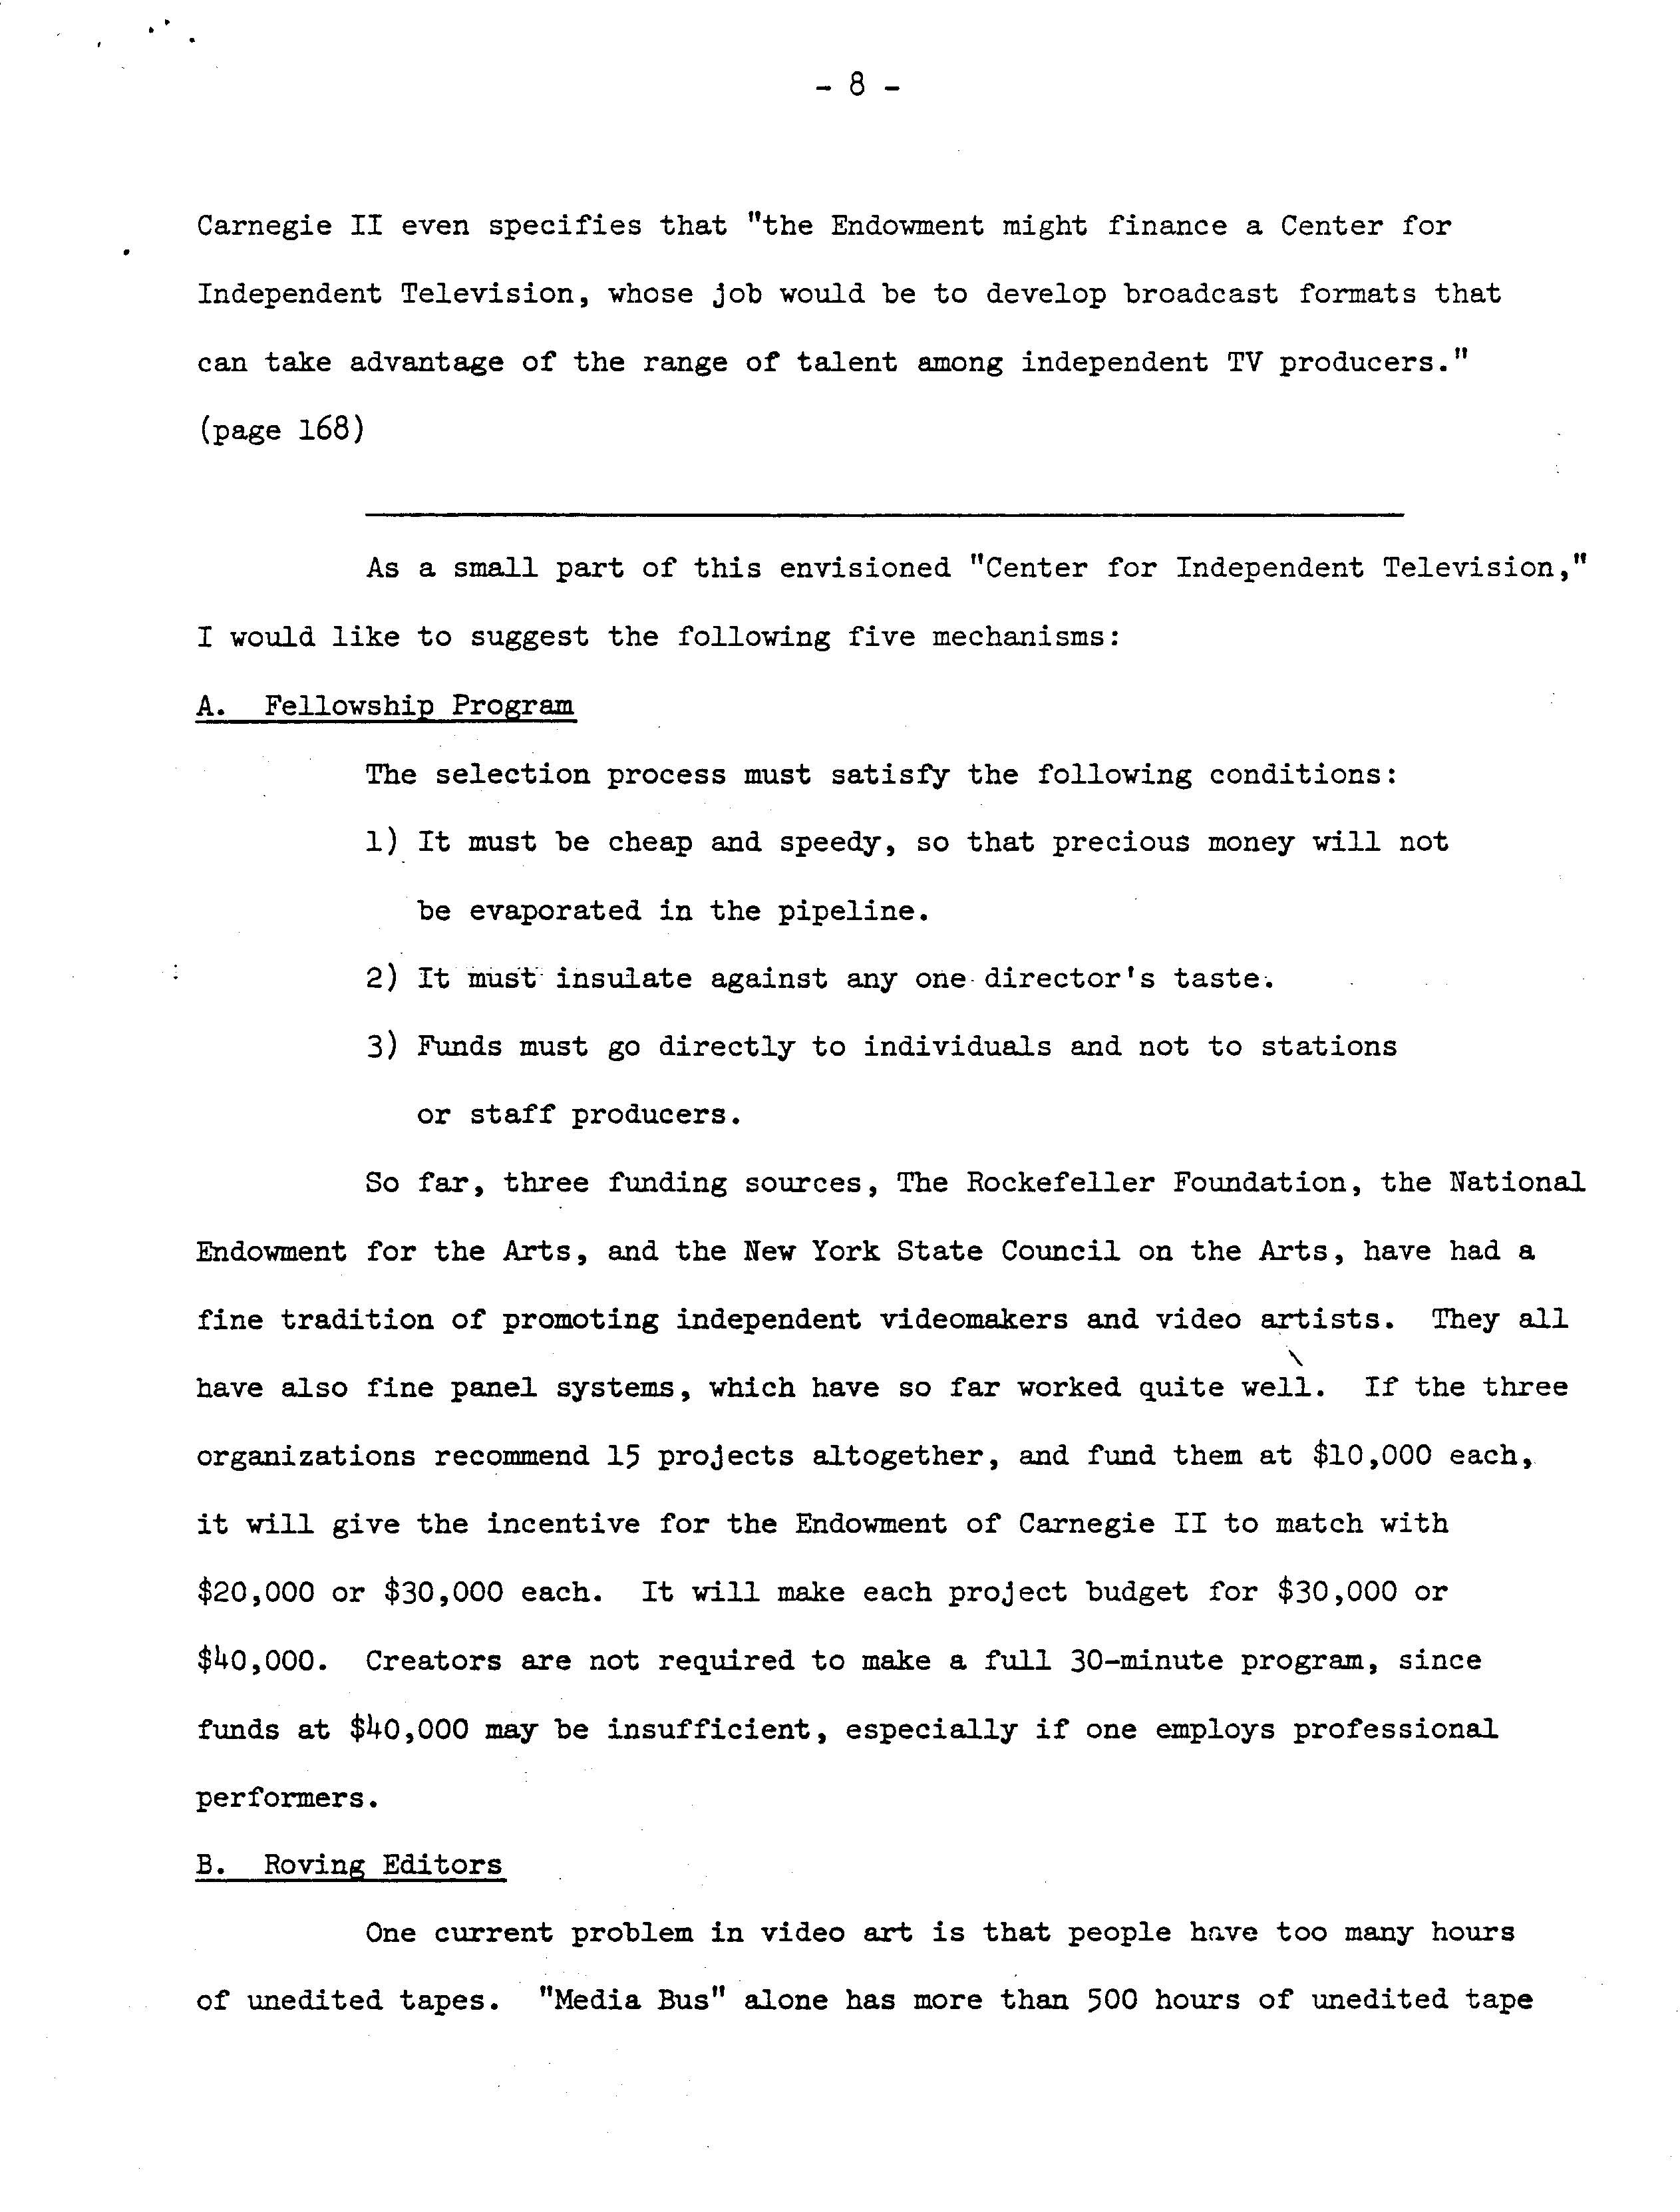 - 8 -
Carnegie II even specifies that "the Endowment might finance a Center for
Independent Television, whose job would be to develop broadcast formats that
can take advantage of the range of talent among independent TV producers."
(page 168)
As a small part of this envisioned "Center for Independent Television,"
I would like to suggest the following five mechanisms:
A. Fellowship Program
The selection process must satisfy the following conditions:
1) It must be cheap and speedy, so that precious money will not
be evaporated in the pipeline.
2) It must insulate against any one director's taste.
3) Funds must go directly to individuals and not to stations
or staff producers.
So far, three funding sources, The Rockefeller Foundation, the National
Endowment for the Arts, and the New York State Council on the Arts, have had a
fine tradition of promoting independent videomakers and video artists. They all
have also fine panel systems, which have so far worked quite well. If the three
organizations recommend 15 projects altogether, and fund them at $10,000 each,
it will give the incentive for the Endowment of Carnegie II to match with
$20,000 or $30,000 each. It will make each project budget for $30,000 or
$40,000. Creators are not required to make a full 30-minute program, since
funds at $40,000 may be insufficient, especially if one employs professional
performers.
B. Roving Editors
One current problem in video art is that people have too many hours
of unedited tapes. "Media Bus" alone has more than 500 hours of unedited tape